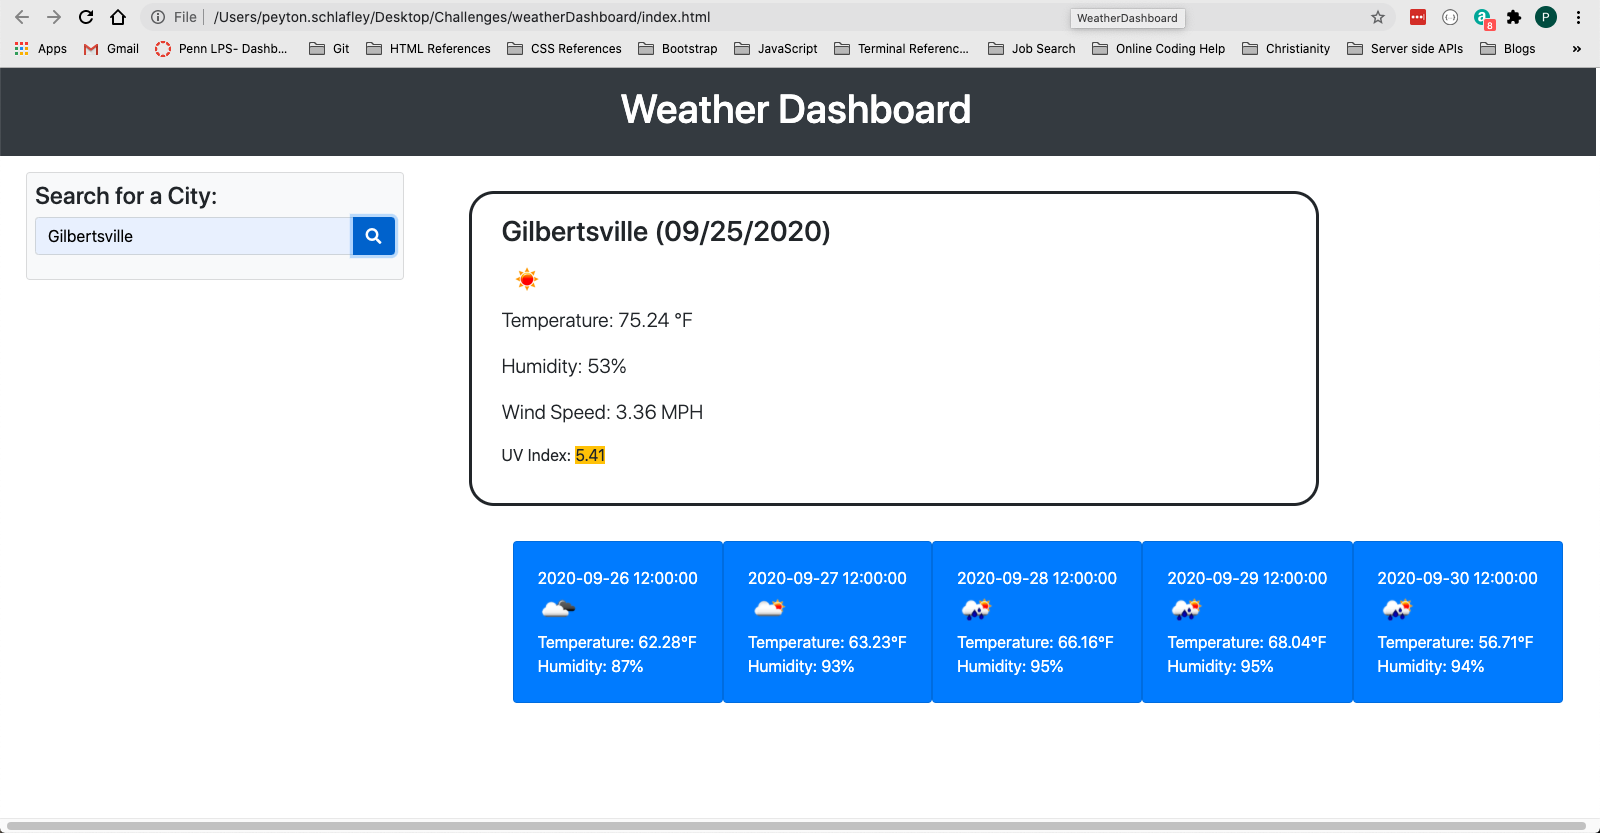 File /Users/peyton.schlafley/Desktop/Challenges/weatherDashboard/index.html WeatherDashboard a 8 P
Apps Gmail Penn LPS- Dashb... Git HTML References CSS References Bootstrap JavaScript Terminal Referenc... Job Search Online Coding Help Christianity Server side APIs Blogs »
Weather Dashboard
Search for a City:
Gilbertsville
Gilbertsville (09/25/2020)
Temperature: 75.24 °F
Humidity: 53%
Wind Speed: 3.36 MPH
UV Index: 5.41
2020-09-26 12:00:00
Temperature: 62.28°F
Humidity: 87%
2020-09-27 12:00:00
Temperature: 63.23°F
Humidity: 93%
2020-09-28 12:00:00
Temperature: 66.16°F
Humidity: 95%
2020-09-29 12:00:00
Temperature: 68.04°F
Humidity: 95%
2020-09-30 12:00:00
Temperature: 56.71°F
Humidity: 94%